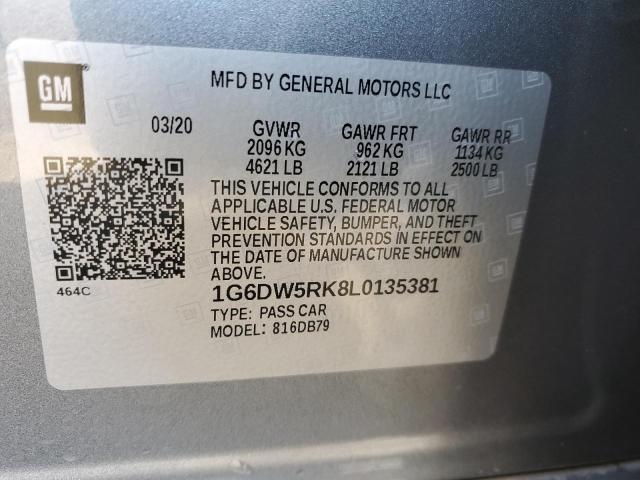 GM
MFD BY GENERAL MOTORS LLC
03/20 GVWR GAWR FRT GAWR RR
2096 KG 962 KG 1134 KG
4621 LB 2121 LB 2500 LB
THIS VEHICLE CONFORMS TO ALL
APPLICABLE U.S. FEDERAL MOTOR
VEHICLE SAFETY, BUMPER, AND THEFT
PREVENTION STANDARDS IN EFFECT ON
THE DATE OF MANUFACTURE SHOWN
ABOVE.
464C
1G6DW5RK8L0135381
TYPE: PASS CAR
MODEL: 816DB79